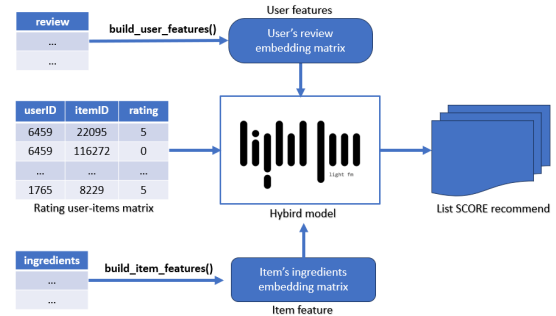 User features
review
...
...
build_user_features()
User's review
embedding matrix
userID itemID rating
6459 22095 5
6459 116272 0
... ... ...
1765 8229 5
Rating user-items matrix
lightfm
light fm
Hybird model
List SCORE recommend
ingredients
...
...
build_item_features()
Item's ingredients
embedding matrix
Item feature